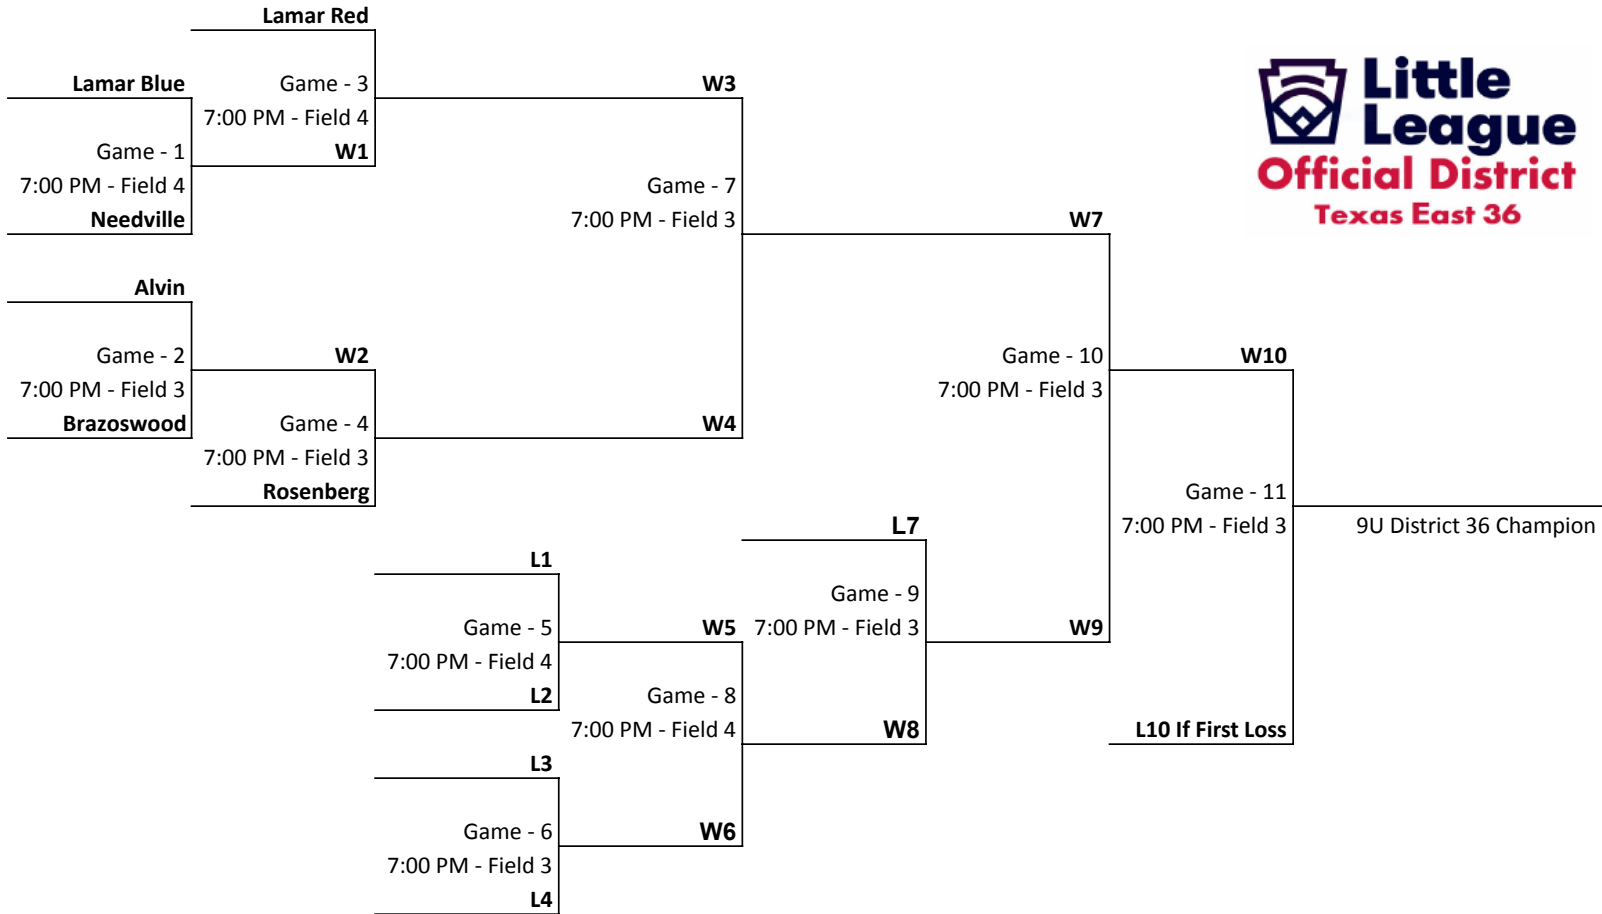 Lamar Red
Lamar Blue
Game - 3
W3
7:00 PM - Field 4
Game - 1
W1
7:00 PM - Field 4
Needville
Game - 7
7:00 PM - Field 3
W7
Little
League
Official District
Texas East 36
Alvin
Game - 2
W2
7:00 PM - Field 3
Brazoswood
Game - 4
W4
7:00 PM - Field 3
Rosenberg
Game - 10
7:00 PM - Field 3
W10
Game - 11
7:00 PM - Field 3
9U District 36 Champion
L7
L1
Game - 9
Game - 5
W5
7:00 PM - Field 3
W9
7:00 PM - Field 4
L2
Game - 8
7:00 PM - Field 4
W8
L10 If First Loss
L3
Game - 6
W6
7:00 PM - Field 3
L4